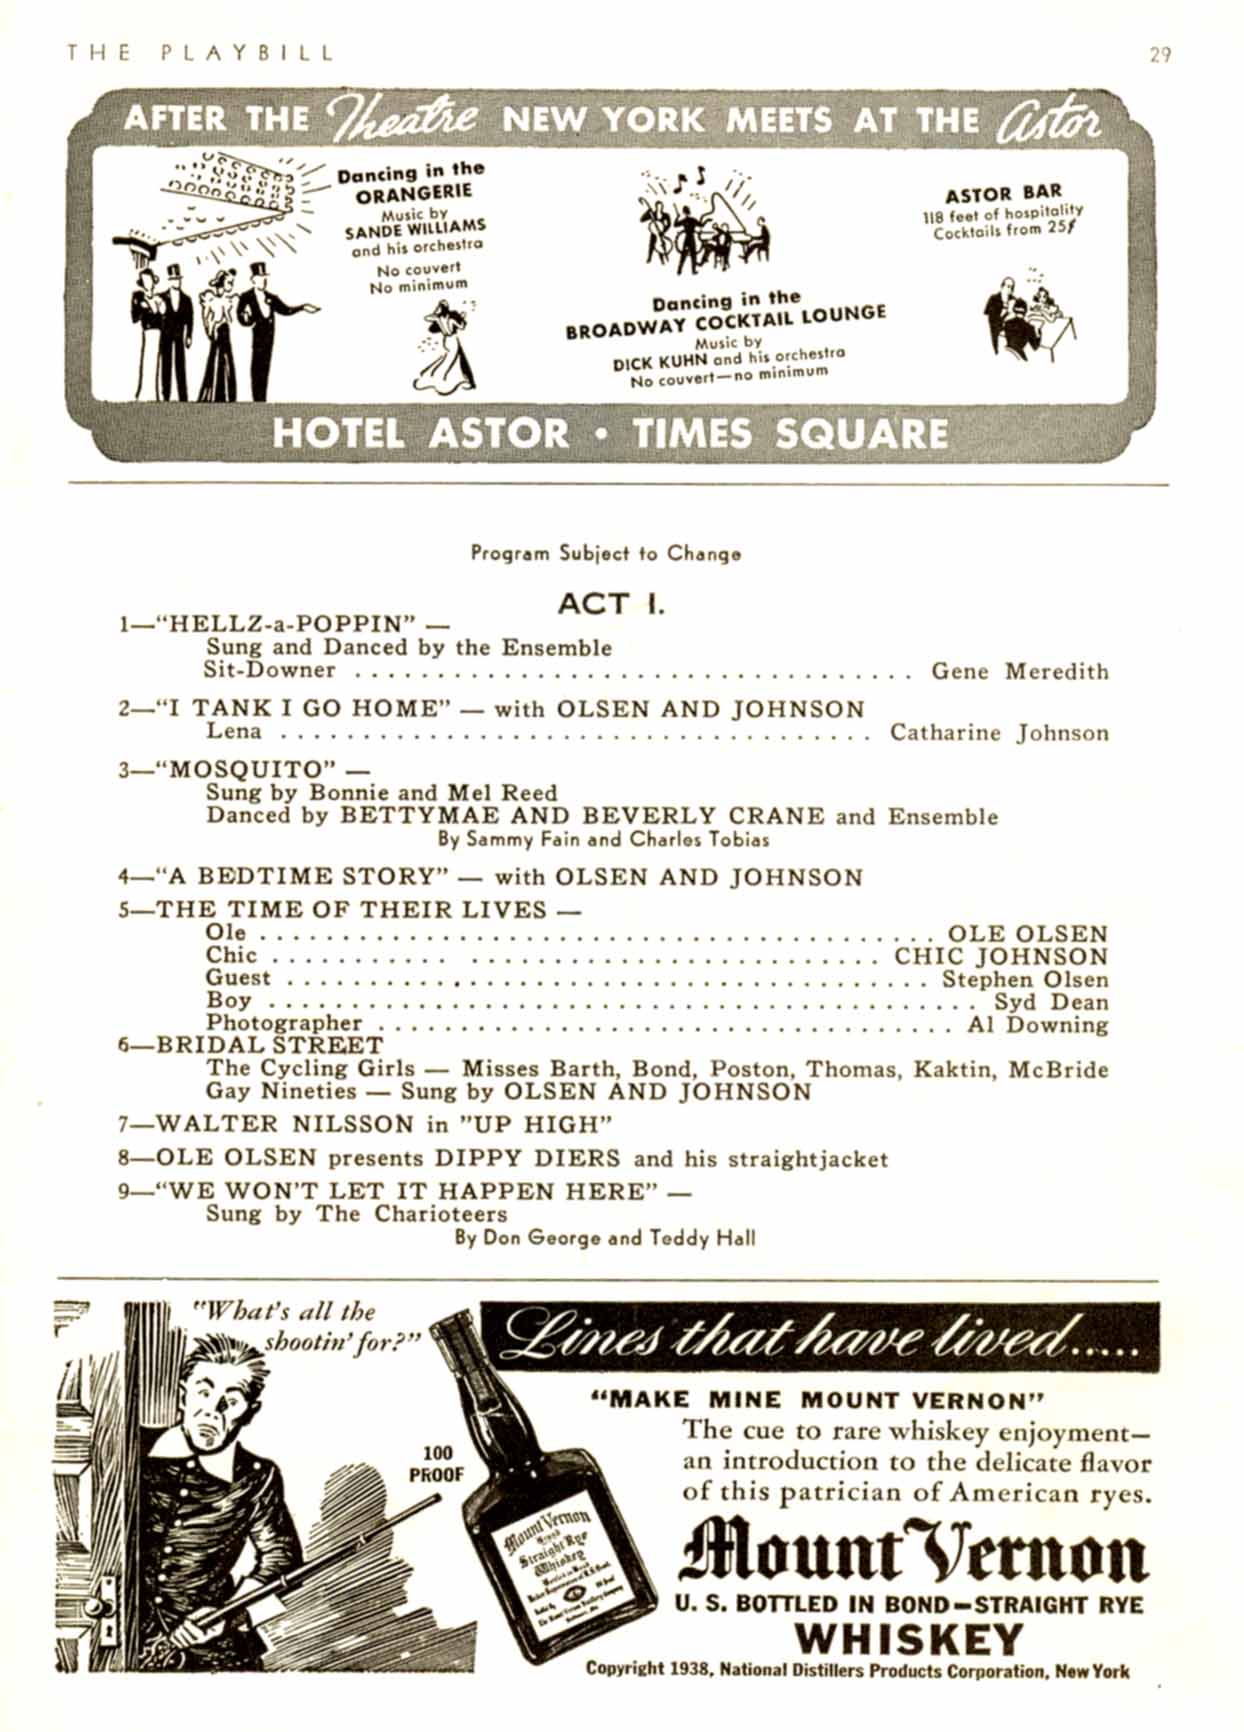 THE PLAYBILL 29
AFTER THE Theatre NEW YORK MEETS AT THE Astor
Dancing in the
ORANGERIE
Music by
SANDE WILLIAMS
and his orchestra
No couvert
No minimum
Dancing in the
BROADWAY COCKTAIL LOUNGE
Music by
DICK KUHN and his orchestra
No couvert—no minimum
ASTOR BAR
118 feet of hospitality
Cocktails from 25¢
HOTEL ASTOR • TIMES SQUARE
Program Subject to Change
ACT I.
1—“HELLZ-a-POPPIN” —
Sung and Danced by the Ensemble
Sit-Downer . . . . . . . . . . . . . . . . . . . . . . . . . . . . . . . . . . Gene Meredith
2—“I TANK I GO HOME” — with OLSEN AND JOHNSON
Lena . . . . . . . . . . . . . . . . . . . . . . . . . . . . . . . . . . . . Catharine Johnson
3—“MOSQUITO” —
Sung by Bonnie and Mel Reed
Danced by BETTYMAE AND BEVERLY CRANE and Ensemble
By Sammy Fain and Charles Tobias
4—“A BEDTIME STORY” — with OLSEN AND JOHNSON
5—THE TIME OF THEIR LIVES —
Ole . . . . . . . . . . . . . . . . . . . . . . . . . . . . . . . . . . . . . . . . . OLE OLSEN
Chic . . . . . . . . . . . . . . . . . . . . . . . . . . . . . . . . . . . . . CHIC JOHNSON
Guest . . . . . . . . . . . . . . . . . . . . . . . . . . . . . . . . . . . . . . . Stephen Olsen
Boy . . . . . . . . . . . . . . . . . . . . . . . . . . . . . . . . . . . . . . . . . . . Syd Dean
Photographer . . . . . . . . . . . . . . . . . . . . . . . . . . . . . . . . . . . Al Downing
6—BRIDAL STREET
The Cycling Girls — Misses Barth, Bond, Poston, Thomas, Kaktin, McBride
Gay Nineties — Sung by OLSEN AND JOHNSON
7—WALTER NILSSON in ”UP HIGH”
8—OLE OLSEN presents DIPPY DIERS and his straightjacket
9—“WE WON’T LET IT HAPPEN HERE” —
Sung by The Charioteers
By Don George and Teddy Hall
“What’s all the
shootin’ for?”
100
PROOF
Mount Vernon
Brand
Straight Rye
Whiskey
Lines that have lived.....
“MAKE MINE MOUNT VERNON”
The cue to rare whiskey enjoyment—
an introduction to the delicate flavor
of this patrician of American ryes.
Mount Vernon
U. S. BOTTLED IN BOND—STRAIGHT RYE
WHISKEY
Copyright 1938, National Distillers Products Corporation, New York